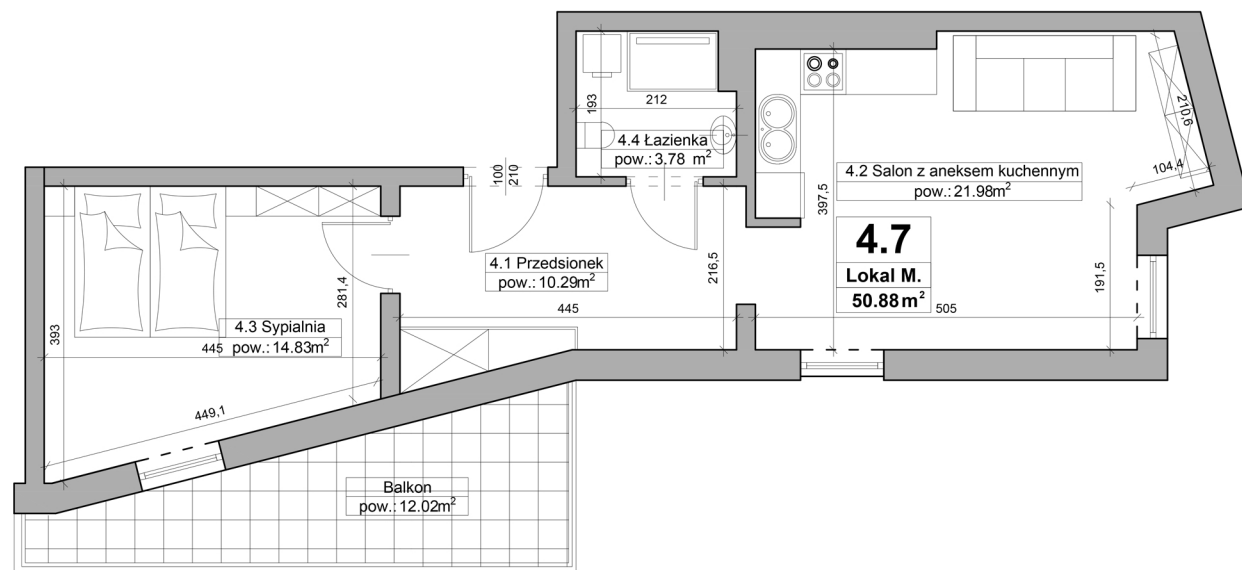 193
212
4.4 Łazienka
pow.: 3,78 m²
210,6
104,4
4.2 Salon z aneksem kuchennym
pow.: 21.98m²
100
210
397,5
4.7
Lokal M.
50.88 m²
191,5
4.1 Przedsionek
pow.: 10.29m²
216,5
281,4
393
4.3 Sypialnia
pow.: 14.83m²
445
445
505
449,1
Balkon
pow.: 12.02m²